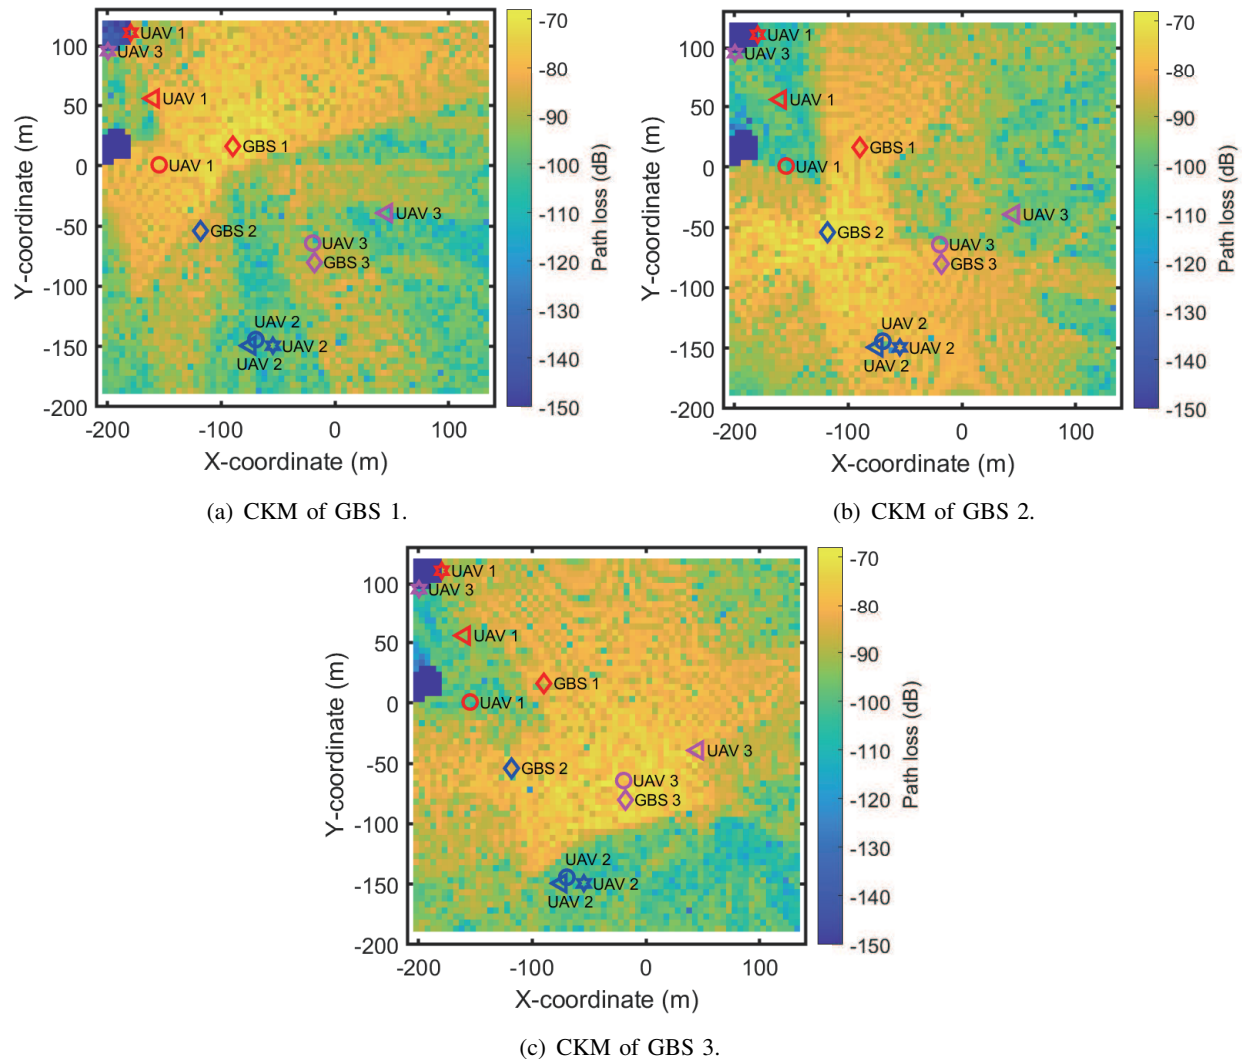 100
50
0
-50
-100
-150
-200
Y-coordinate (m)
-200 -100 0 100
X-coordinate (m)
UAV 1
UAV 3
UAV 1
GBS 1
UAV 1
UAV 3
GBS 2
UAV 3
GBS 3
UAV 2
UAV 2
UAV 2
-70
-80
-90
-100
-110
-120
-130
-140
-150
Path loss (dB)
(a) CKM of GBS 1.
100
50
0
-50
-100
-150
-200
Y-coordinate (m)
-200 -100 0 100
X-coordinate (m)
UAV 1
UAV 3
UAV 1
GBS 1
UAV 1
UAV 3
GBS 2
UAV 3
GBS 3
UAV 2
UAV 2
UAV 2
-70
-80
-90
-100
-110
-120
-130
-140
-150
Path loss (dB)
(b) CKM of GBS 2.
100
50
0
-50
-100
-150
-200
Y-coordinate (m)
-200 -100 0 100
X-coordinate (m)
UAV 1
UAV 3
UAV 1
GBS 1
UAV 1
UAV 3
GBS 2
UAV 3
GBS 3
UAV 2
UAV 2
UAV 2
-70
-80
-90
-100
-110
-120
-130
-140
-150
Path loss (dB)
(c) CKM of GBS 3.